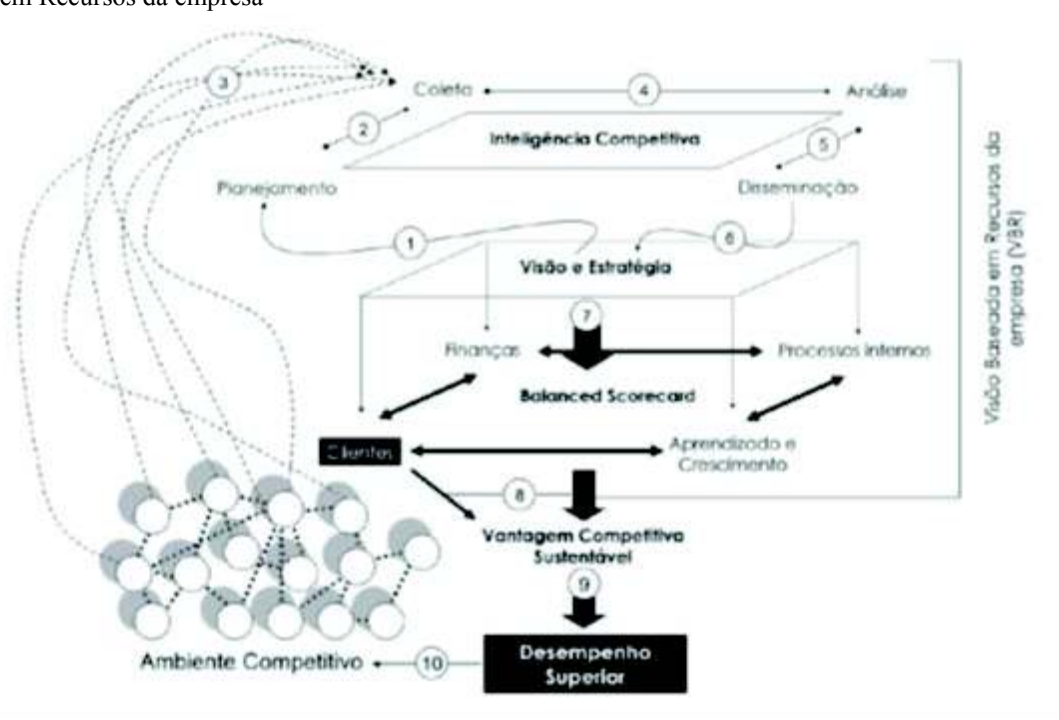 em Recursos da empresa
3
Coleta
4
Análise
2
Inteligência Competitiva
5
Planejamento
Disseminação
1
6
Visão e Estratégia
7
Finanças
Processos Internos
Balanced Scorecard
Clientes
Aprendizado e
Crescimento
8
Vantagem Competitiva
Sustentável
9
Ambiente Competitivo
10
Desempenho
Superior
Visão Baseada em Recursos da
empresa (VBR)